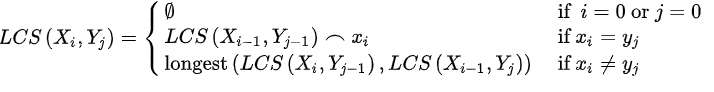 ∅ if i = 0 or j = 0
LCS (X_i, Y_j) = { LCS (X_{i−1}, Y_{j−1}) ⌢ x_i if x_i = y_j
longest (LCS (X_i, Y_{j−1}), LCS (X_{i−1}, Y_j)) if x_i ≠ y_j